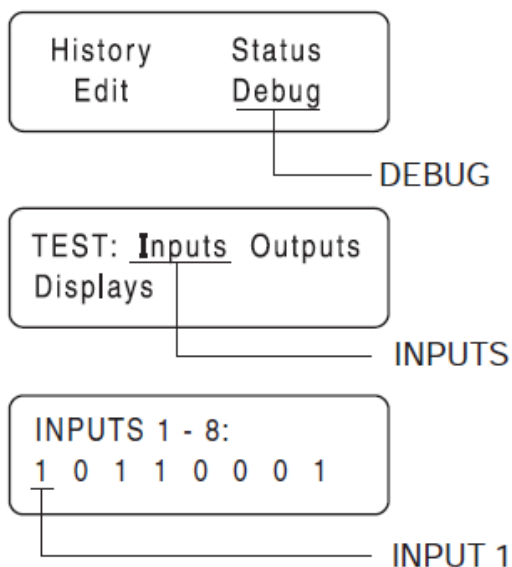 History Status
Edit Debug
DEBUG
TEST: Inputs Outputs
Displays
INPUTS
INPUTS 1 - 8:
1 0 1 1 0 0 0 1
INPUT 1